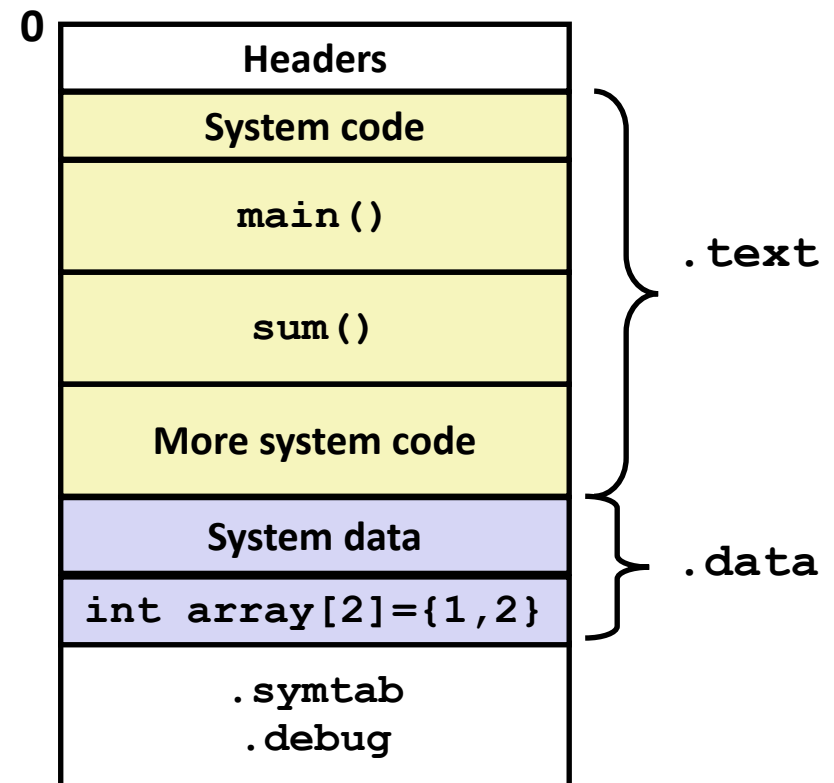 0
Headers
System code
main()
sum()
More system code
.text
System data
int array[2]={1,2}
.data
.symtab
.debug